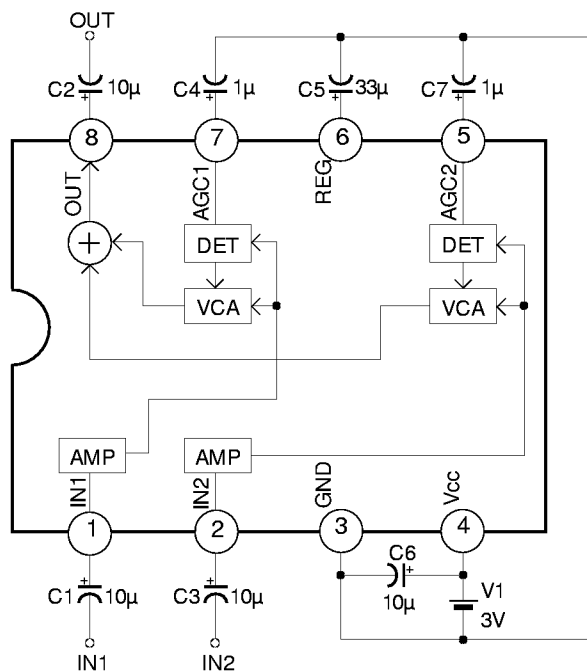 OUT
C2 10µ C4 1µ C5 33µ C7 1µ
+ + + +
8 7 6 5
OUT AGC1 REG AGC2
+ DET DET
VCA VCA
AMP AMP
IN1 IN2 GND Vcc
1 2 3 4
C6
+ + +
C1 10µ C3 10µ 10µ V1
3V
IN1 IN2